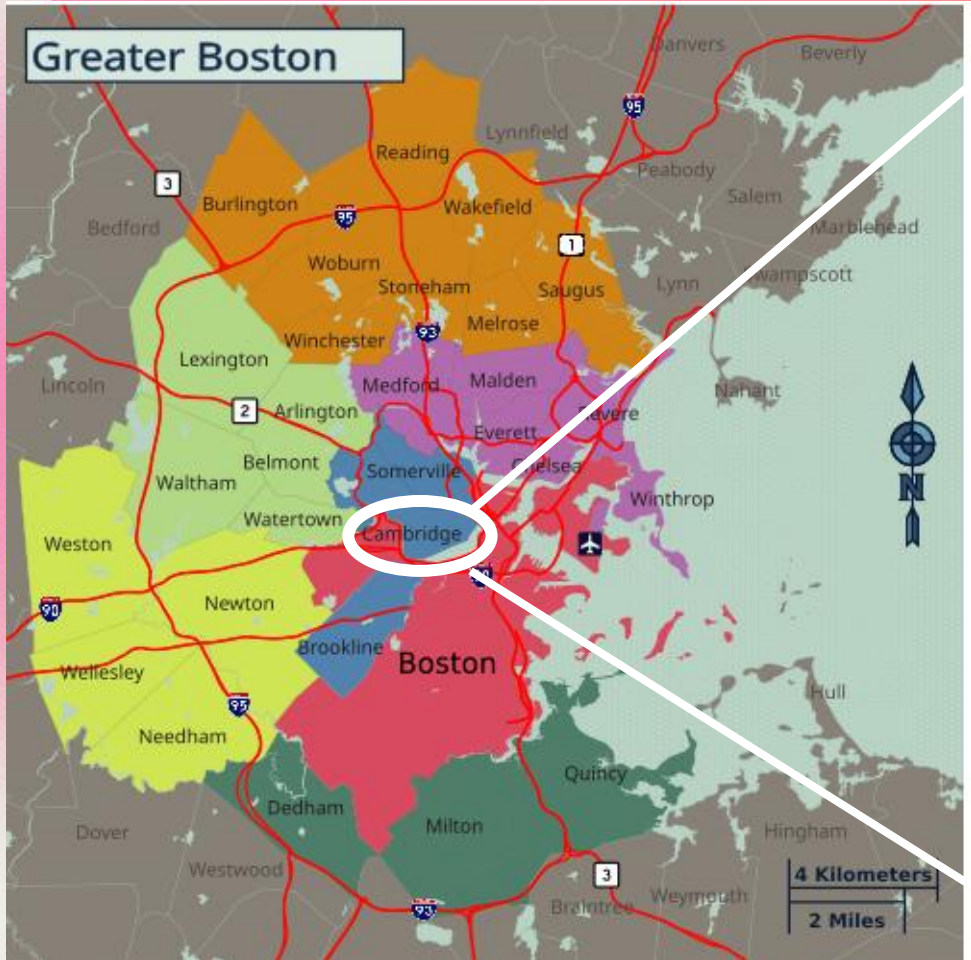 Greater Boston
Danvers
Beverly
95
Lynnfield
Reading
Peabody
3
Salem
Burlington
Wakefield
95
Bedford
Marblehead
1
Woburn
Stoneham
Saugus
Lynn
Swampscott
Melrose
93
Winchester
Lexington
Medford
Malden
Lincoln
Nahant
2
Arlington
Revere
Everett
Belmont
Somerville
Chelsea
Waltham
Winthrop
N
Watertown
Cambridge
Weston
90
Newton
Brookline
Boston
Wellesley
Hull
95
Needham
Quincy
Dedham
Milton
Dover
Hingham
Westwood
3
4 Kilometers
Weymouth
Braintree
93
2 Miles